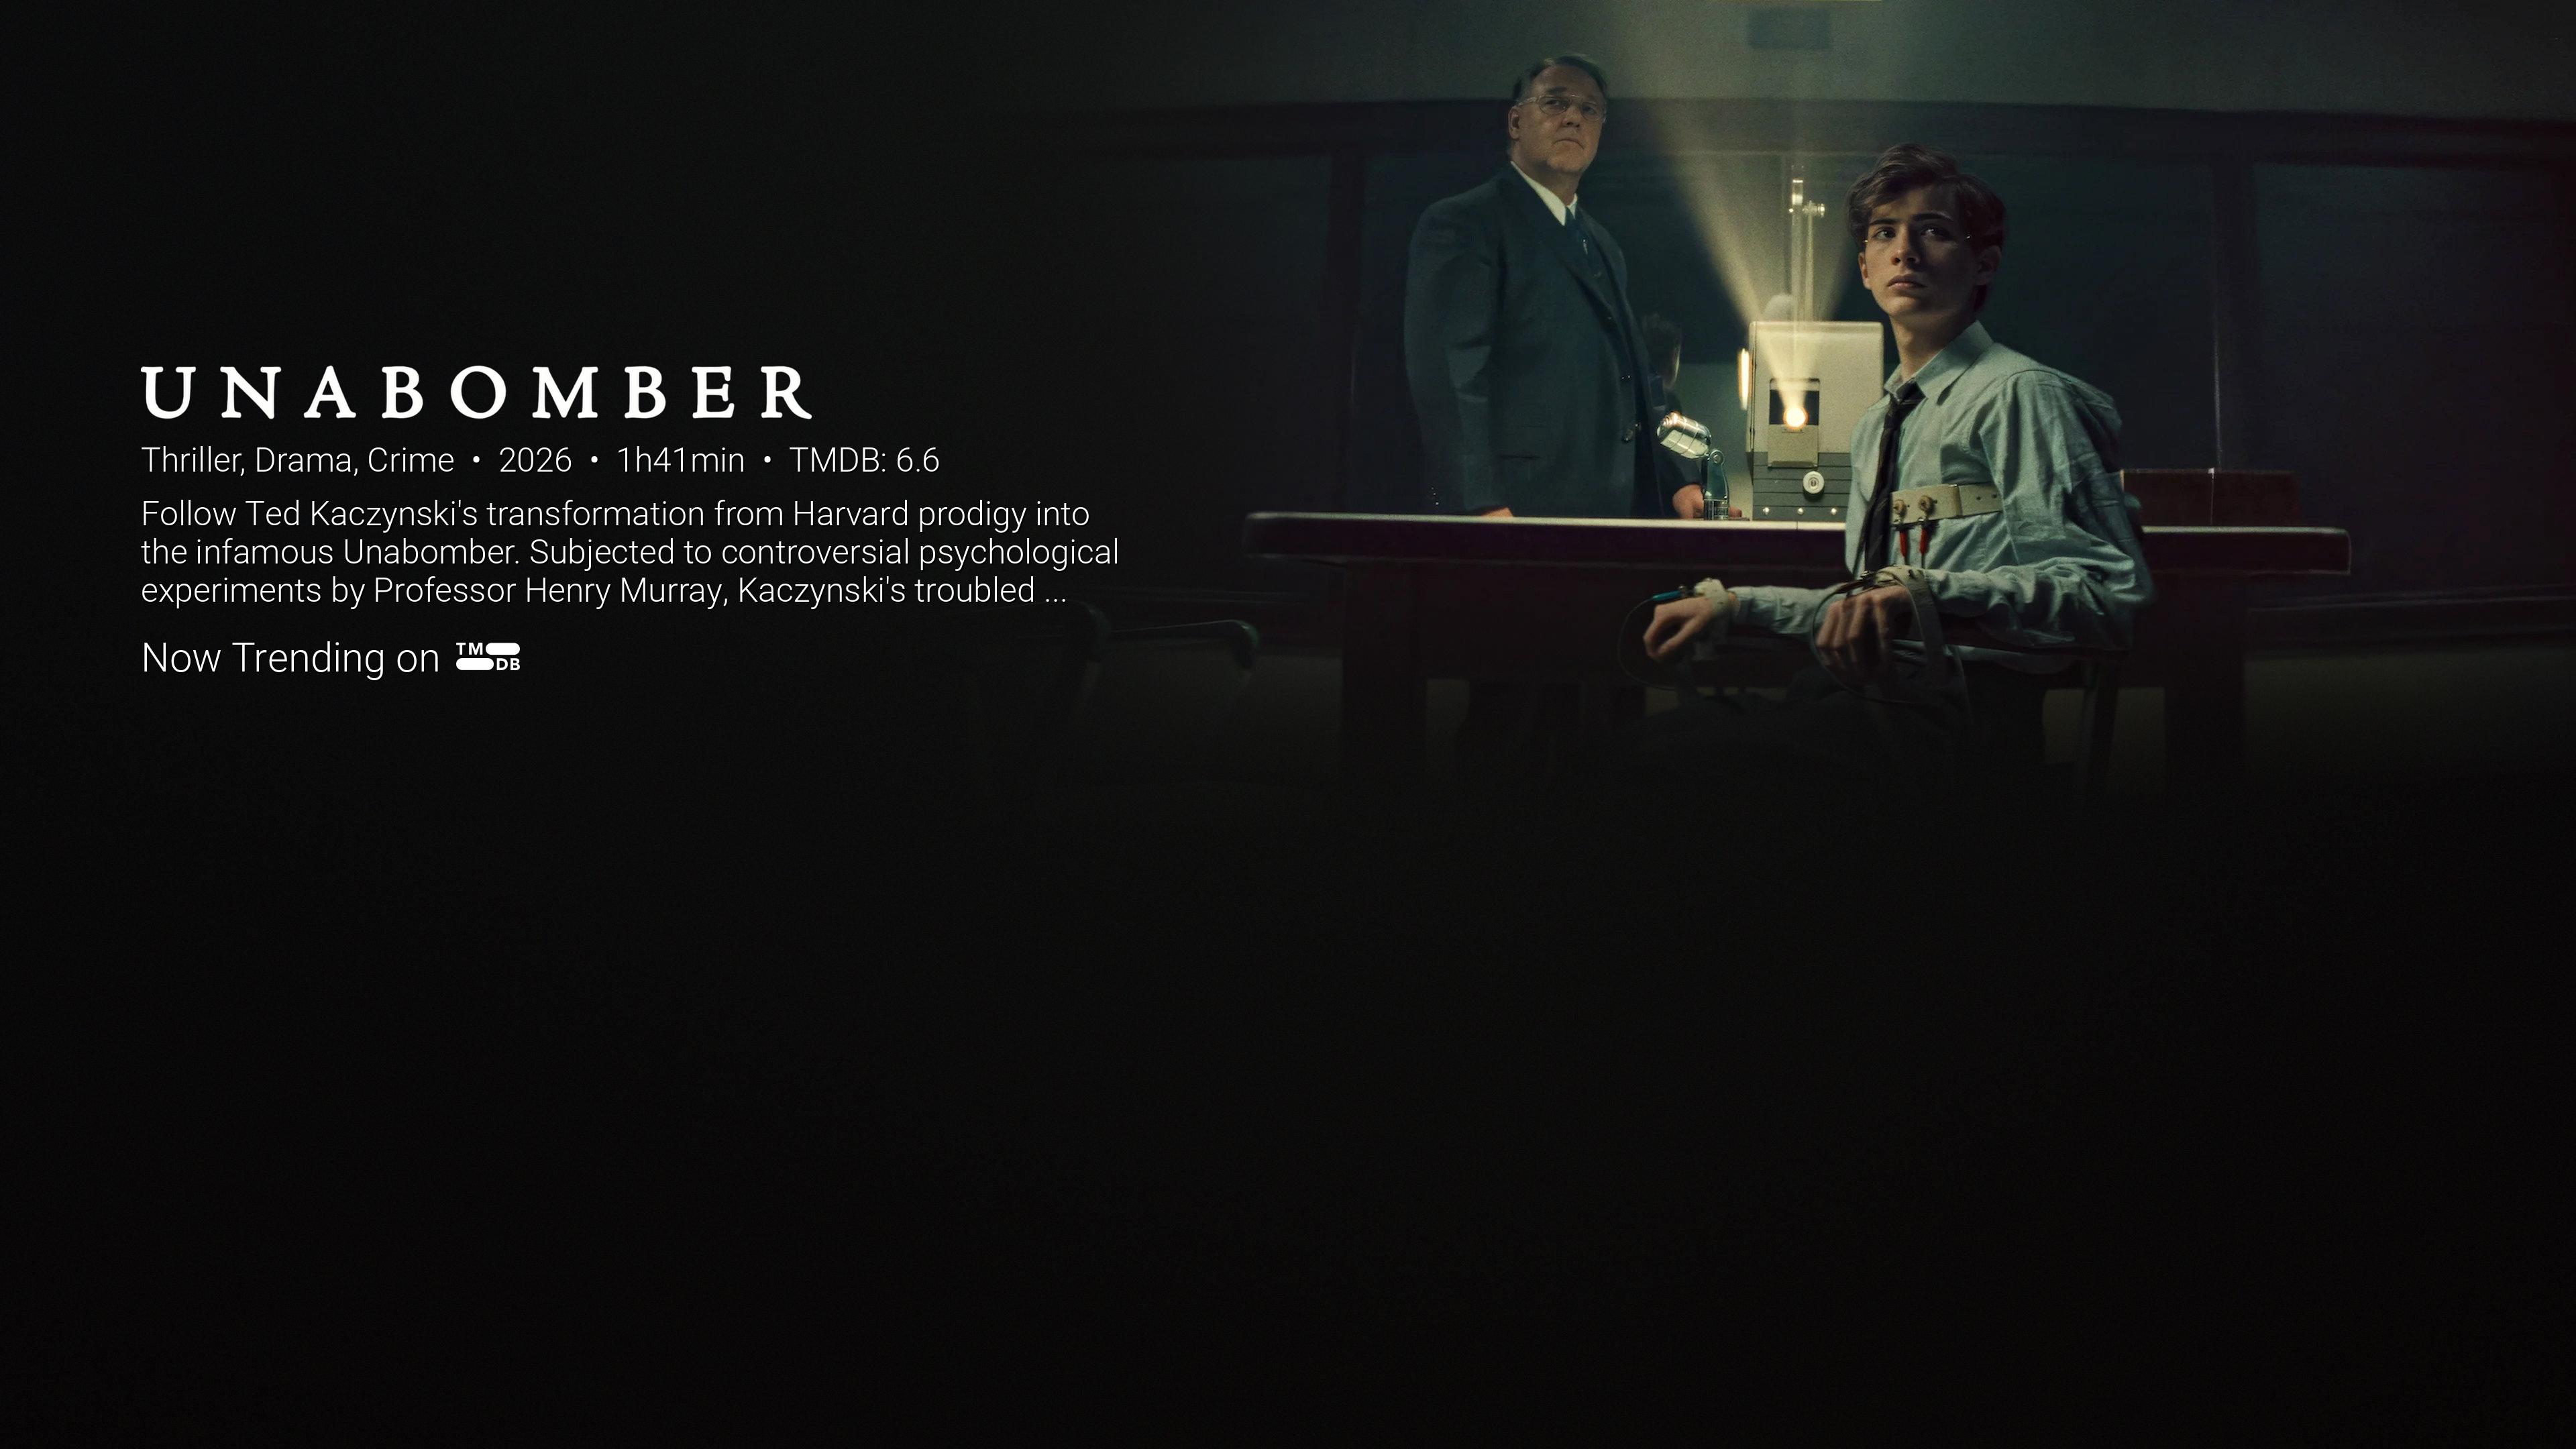 UNABOMBER
Thriller, Drama, Crime • 2026 • 1h41min • TMDB: 6.6
Follow Ted Kaczynski's transformation from Harvard prodigy into
the infamous Unabomber. Subjected to controversial psychological
experiments by Professor Henry Murray, Kaczynski's troubled ...
Now Trending on TMDB